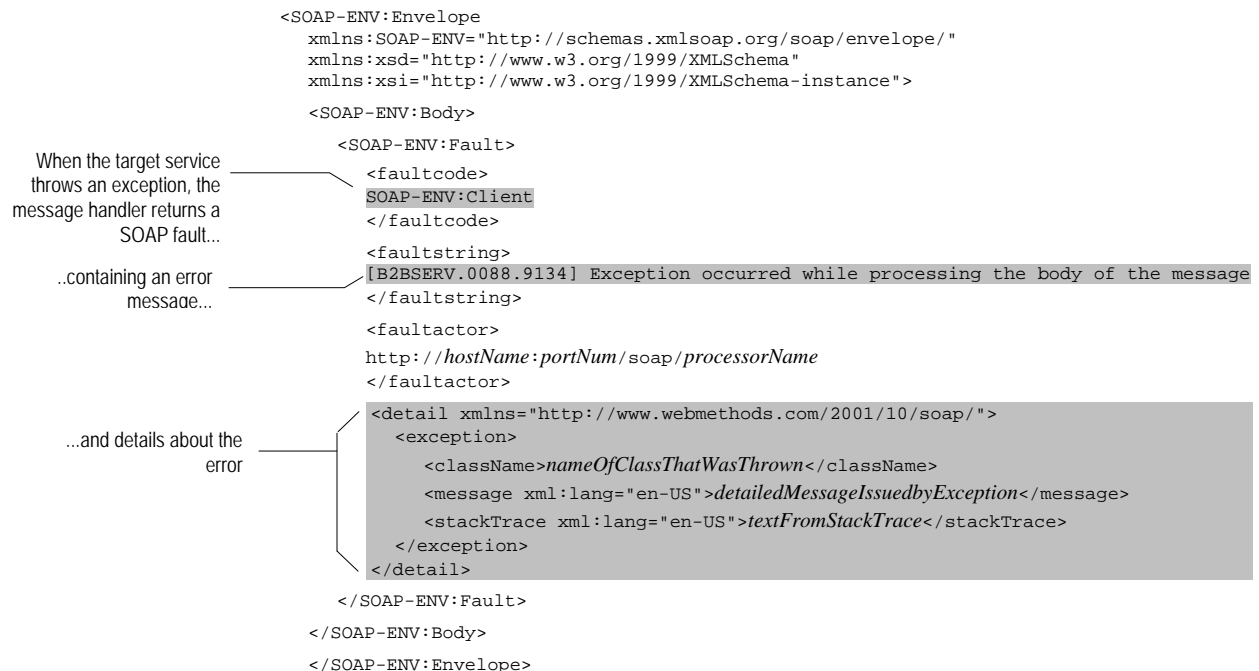 <SOAP-ENV:Envelope
xmlns:SOAP-ENV="http://schemas.xmlsoap.org/soap/envelope/"
xmlns:xsd="http://www.w3.org/1999/XMLSchema"
xmlns:xsi="http://www.w3.org/1999/XMLSchema-instance">
<SOAP-ENV:Body>
<SOAP-ENV:Fault>
When the target service
throws an exception, the
message handler returns a
SOAP fault...
<faultcode>
SOAP-ENV:Client
</faultcode>
..containing an error
message...
<faultstring>
[B2BSERV.0088.9134] Exception occurred while processing the body of the message
</faultstring>
<faultactor>
http://hostName:portNum/soap/processorName
</faultactor>
...and details about the
error
<detail xmlns="http://www.webmethods.com/2001/10/soap/">
<exception>
<className>nameOfClassThatWasThrown</className>
<message xml:lang="en-US">detailedMessageIssuedbyException</message>
<stackTrace xml:lang="en-US">textFromStackTrace</stackTrace>
</exception>
</detail>
</SOAP-ENV:Fault>
</SOAP-ENV:Body>
</SOAP-ENV:Envelope>